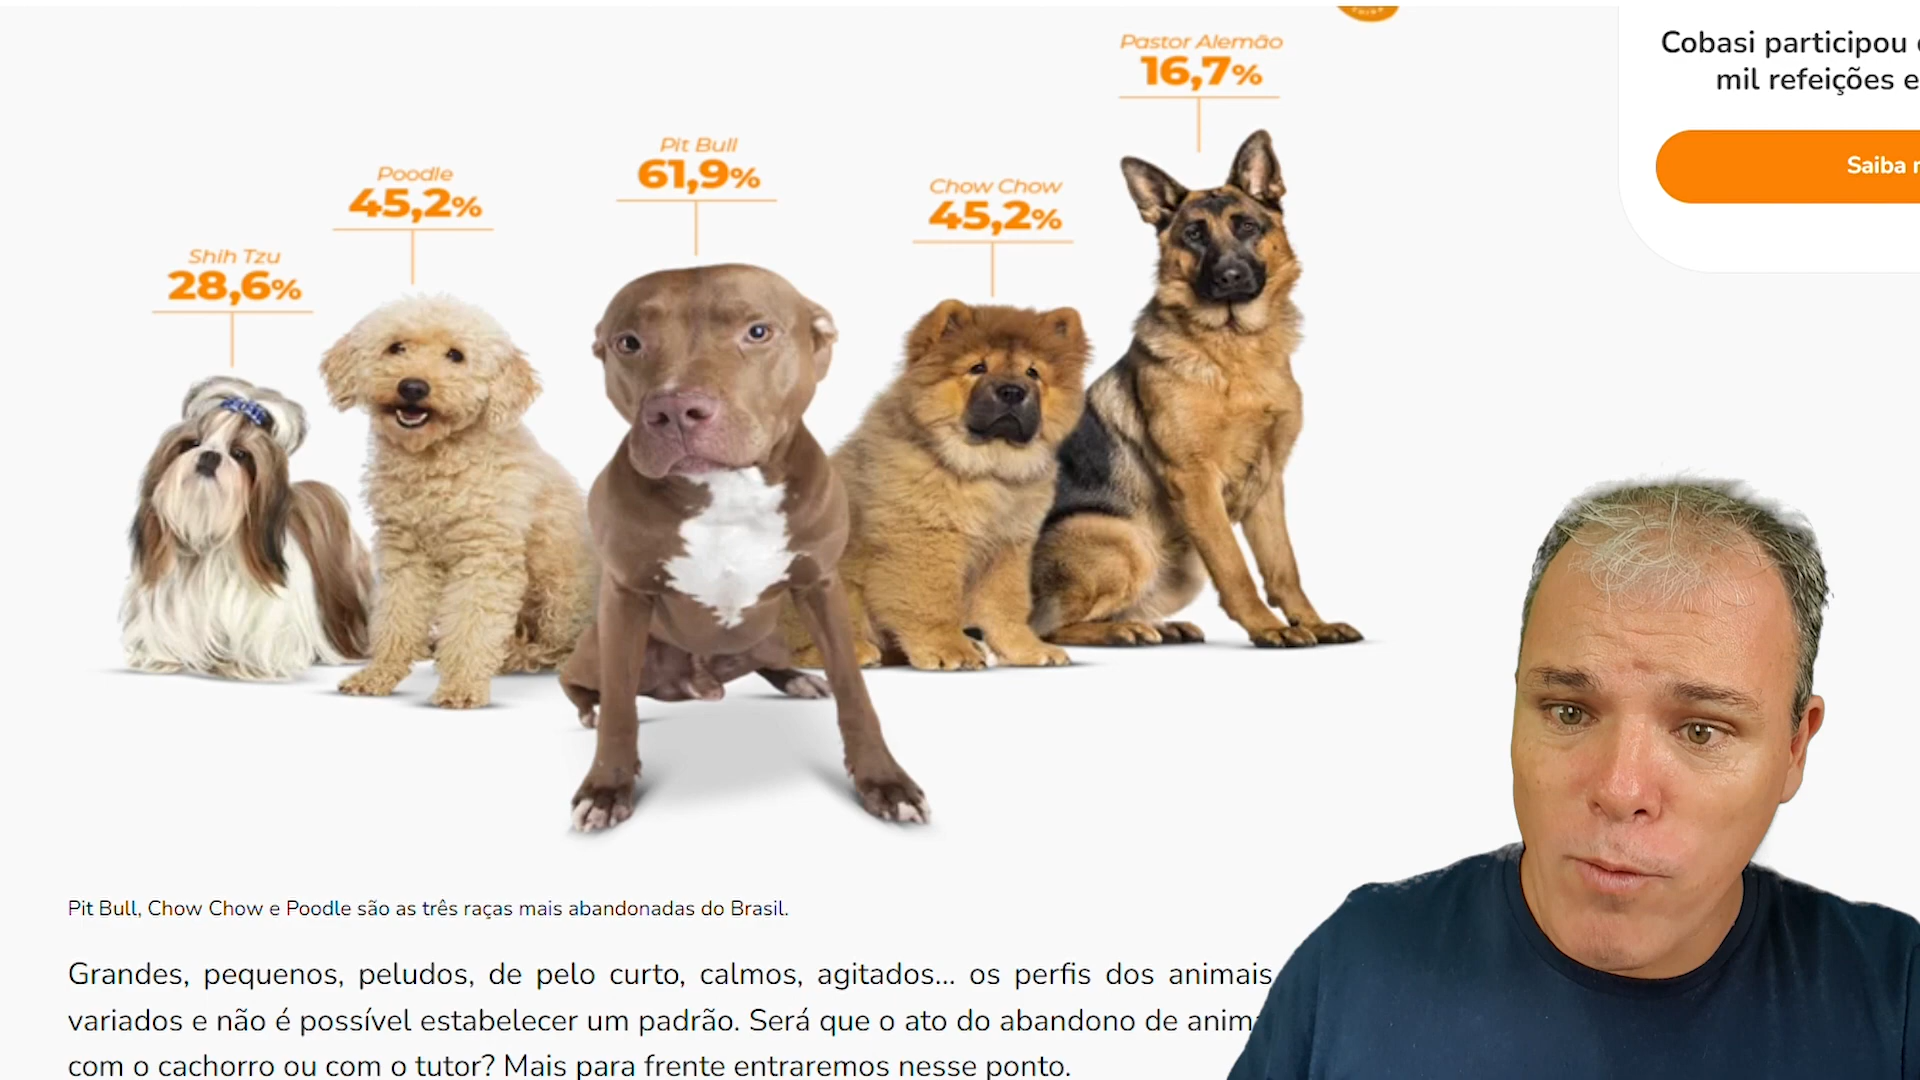 Pastor Alemão
16,7%
Pit Bull
61,9%
Poodle
45,2%
Chow Chow
45,2%
Shih Tzu
28,6%
Cobasi participou
mil refeições e
Saiba
Pit Bull, Chow Chow e Poodle são as três raças mais abandonadas do Brasil.
Grandes, pequenos, peludos, de pelo curto, calmos, agitados... os perfis dos animais
variados e não é possível estabelecer um padrão. Será que o ato do abandono de
com o cachorro ou com o tutor? Mais para frente entraremos nesse ponto.